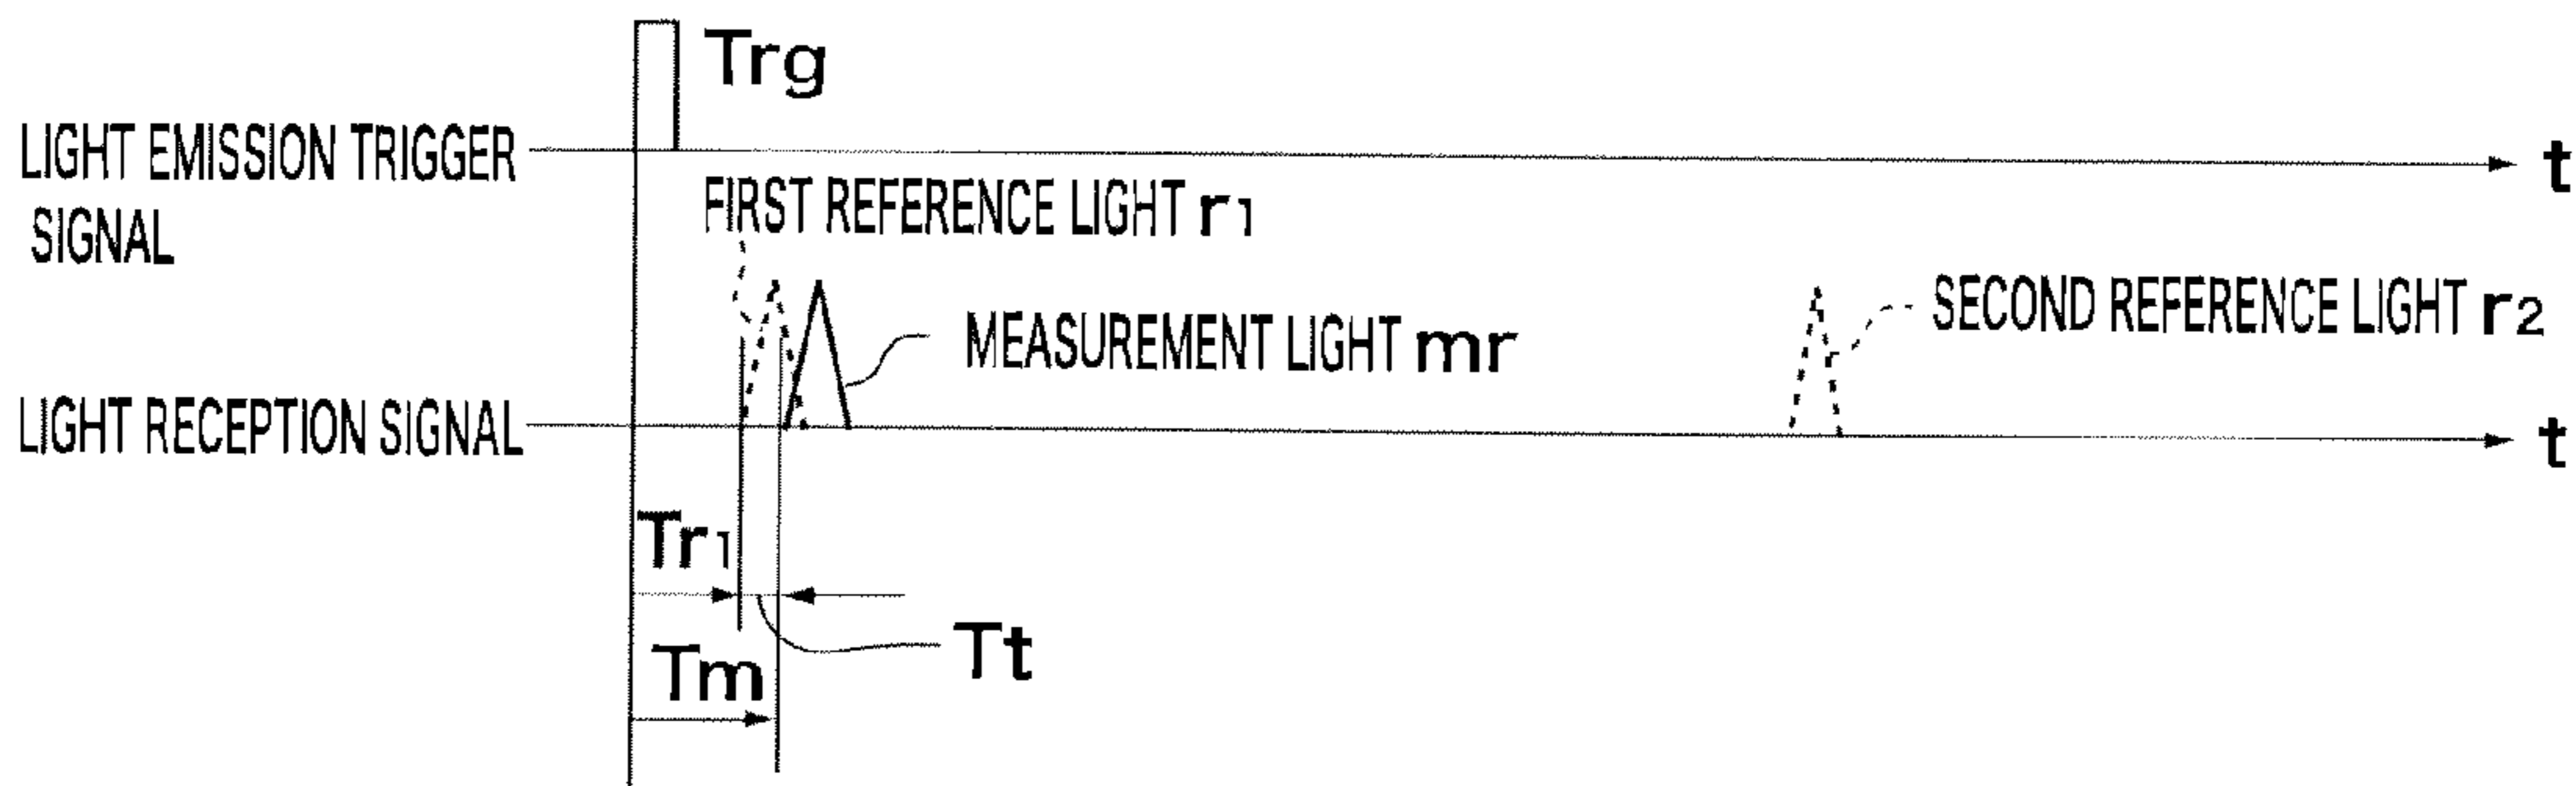 Trg
LIGHT EMISSION TRIGGER
SIGNAL
t
FIRST REFERENCE LIGHT r1
MEASUREMENT LIGHT mr
SECOND REFERENCE LIGHT r2
LIGHT RECEPTION SIGNAL
t
Tr1
Tt
Tm